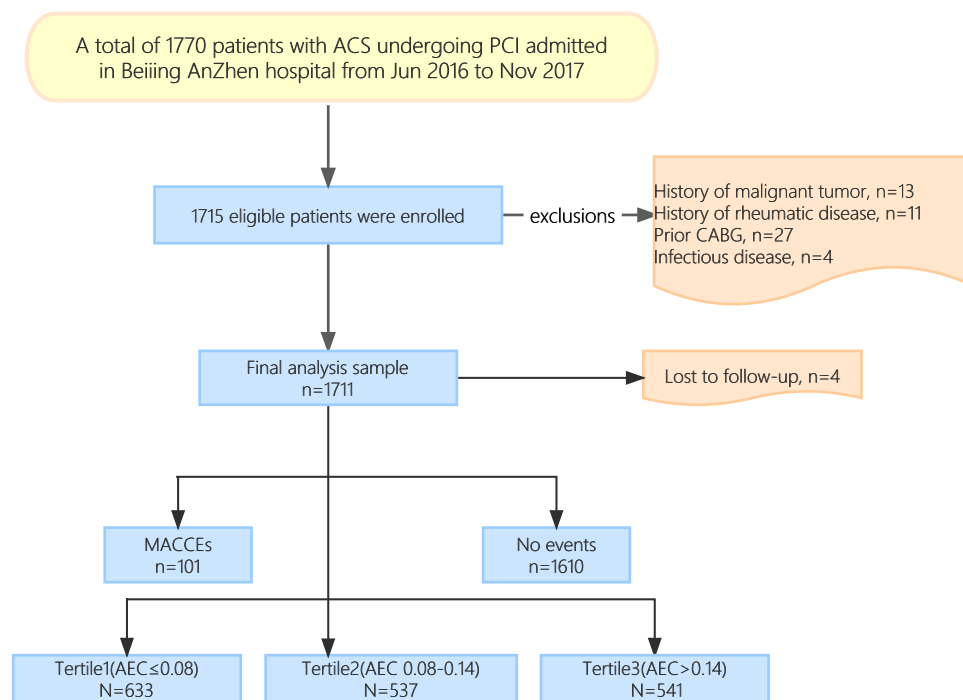 A total of 1770 patients with ACS undergoing PCI admitted
in Beiiing AnZhen hospital from Jun 2016 to Nov 2017
1715 eligible patients were enrolled
exclusions
History of malignant tumor, n=13
History of rheumatic disease, n=11
Prior CABG, n=27
Infectious disease, n=4
Final analysis sample
n=1711
Lost to follow-up, n=4
MACCEs
n=101
No events
n=1610
Tertile1(AEC≤0.08)
N=633
Tertile2(AEC 0.08-0.14)
N=537
Tertile3(AEC>0.14)
N=541